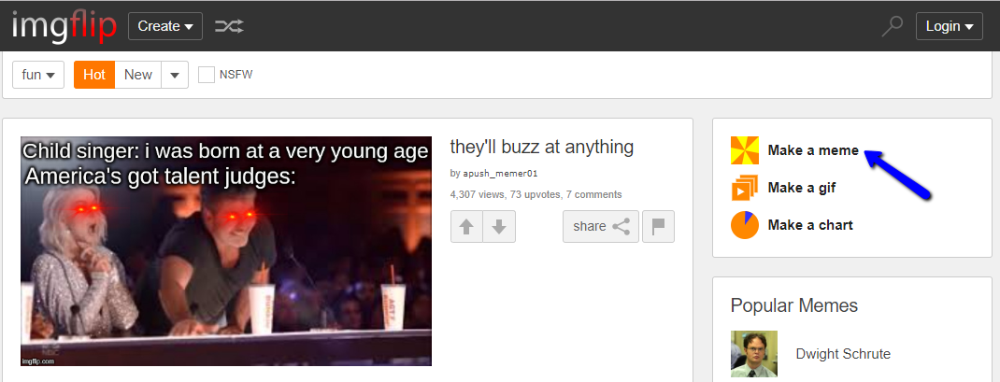 imgflip
Create
Login
fun
Hot
New
NSFW
Child singer: i was born at a very young age
America's got talent judges:
imgflip.com
they'll buzz at anything
by apush_memer01
4,307 views, 73 upvotes, 7 comments
share
Make a meme
Make a gif
Make a chart
Popular Memes
Dwight Schrute